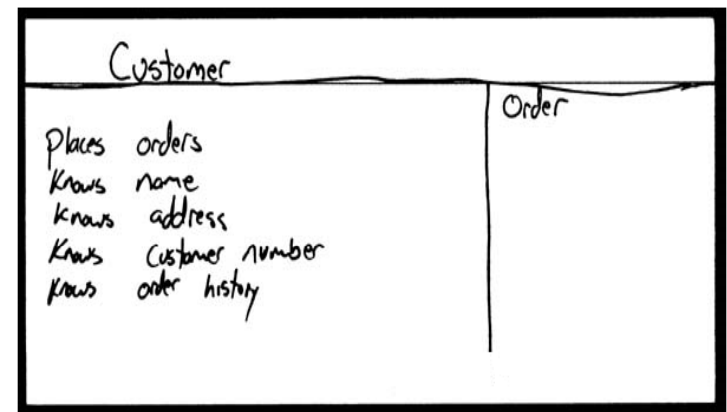 Customer
Order
Places orders
Knows name
Knows address
Knows Customer number
Knows order history